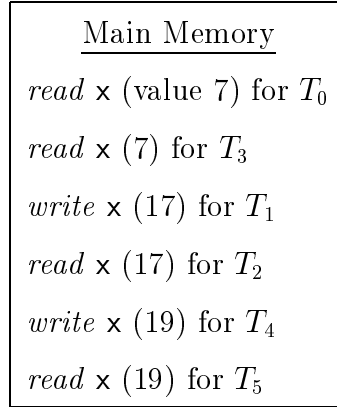 Main Memory
read x (value 7) for T₀
read x (7) for T₃
write x (17) for T₁
read x (17) for T₂
write x (19) for T₄
read x (19) for T₅